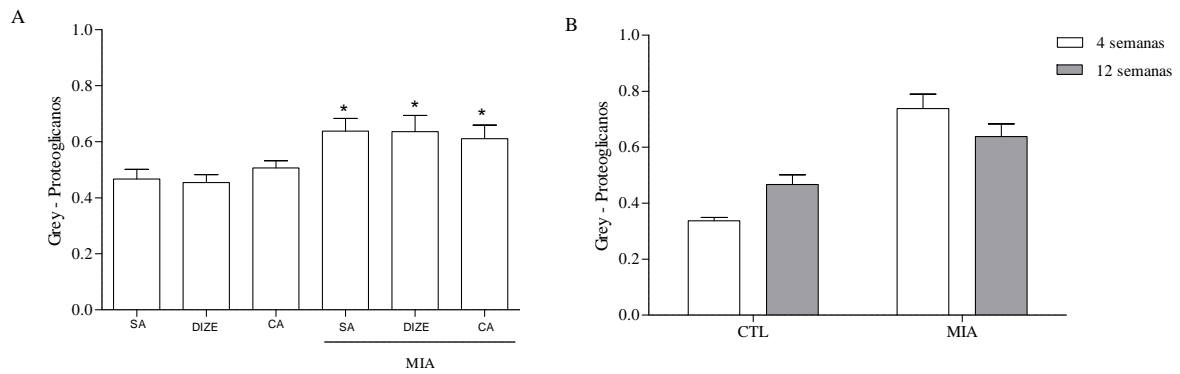 A
Grey - Proteoglicanos
1.0
0.8
0.6
0.4
0.2
0.0
* * *
SA DIZE CA SA DIZE CA
MIA
B
Grey - Proteoglicanos
1.0
0.8
0.6
0.4
0.2
0.0
CTL MIA
4 semanas
12 semanas